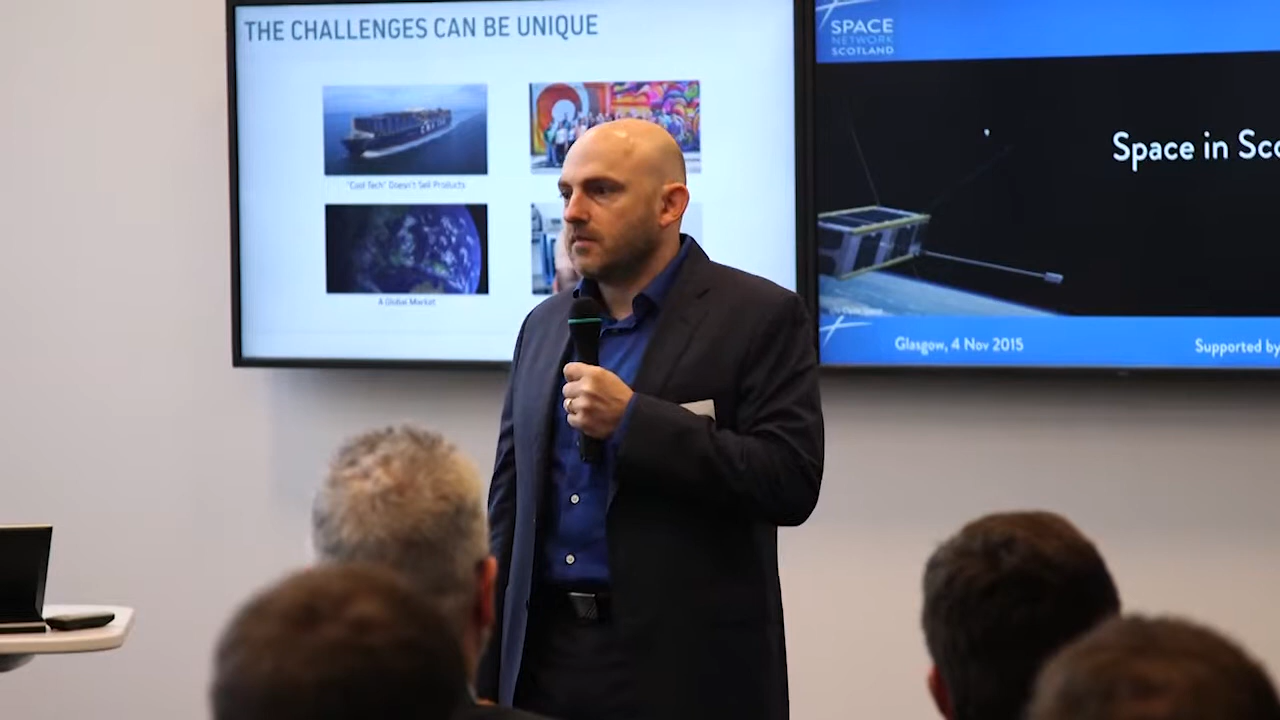 THE CHALLENGES CAN BE UNIQUE
"Cool Tech" Doesn't Sell Products
A Global Market
SPACE
NETWORK
SCOTLAND
Space in Sco
Glasgow, 4 Nov 2015
Supported by